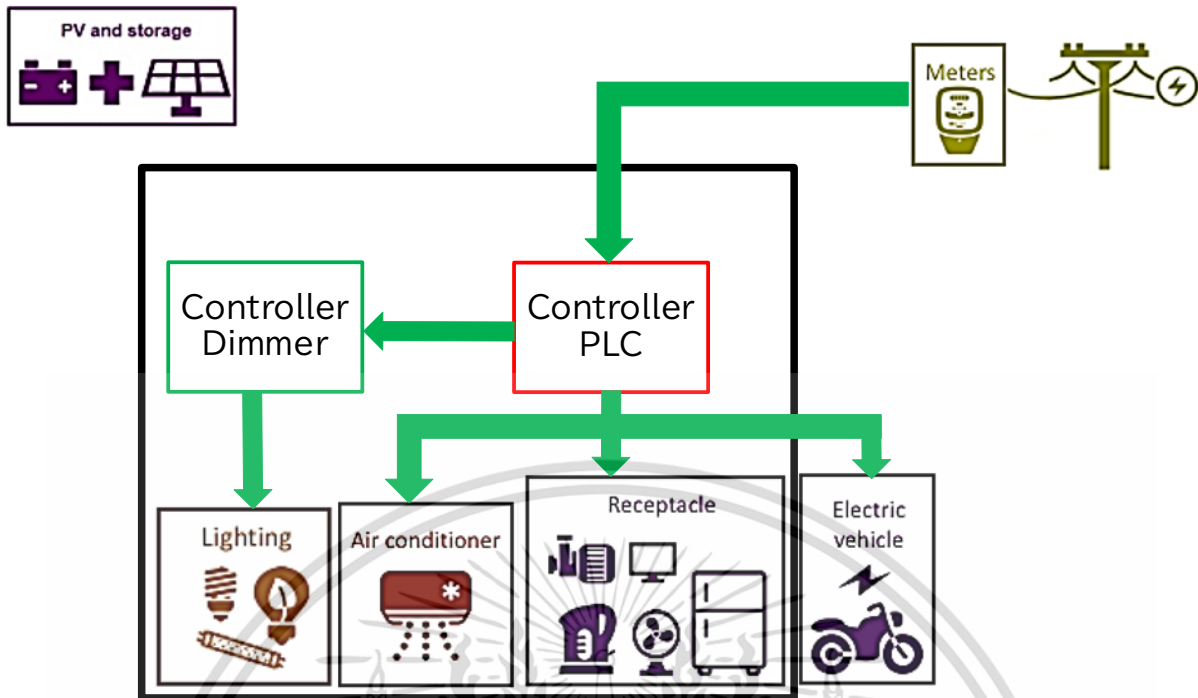 PV and storage
Meters
Controller
Dimmer
Controller
PLC
Lighting
Air conditioner
Receptacle
Electric
vehicle